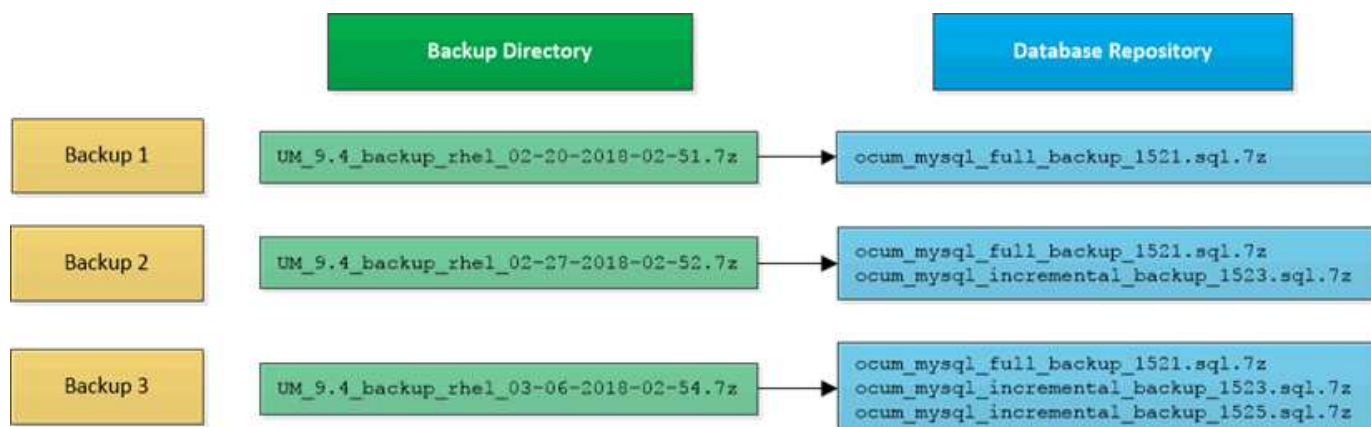 Backup Directory
Database Repository
Backup 1
UM_9.4_backup_rhel_02-20-2018-02-51.7z
ocum_mysql_full_backup_1521.sql.7z
Backup 2
UM_9.4_backup_rhel_02-27-2018-02-52.7z
ocum_mysql_full_backup_1521.sql.7z
ocum_mysql_incremental_backup_1523.sql.7z
Backup 3
UM_9.4_backup_rhel_03-06-2018-02-54.7z
ocum_mysql_full_backup_1521.sql.7z
ocum_mysql_incremental_backup_1523.sql.7z
ocum_mysql_incremental_backup_1525.sql.7z